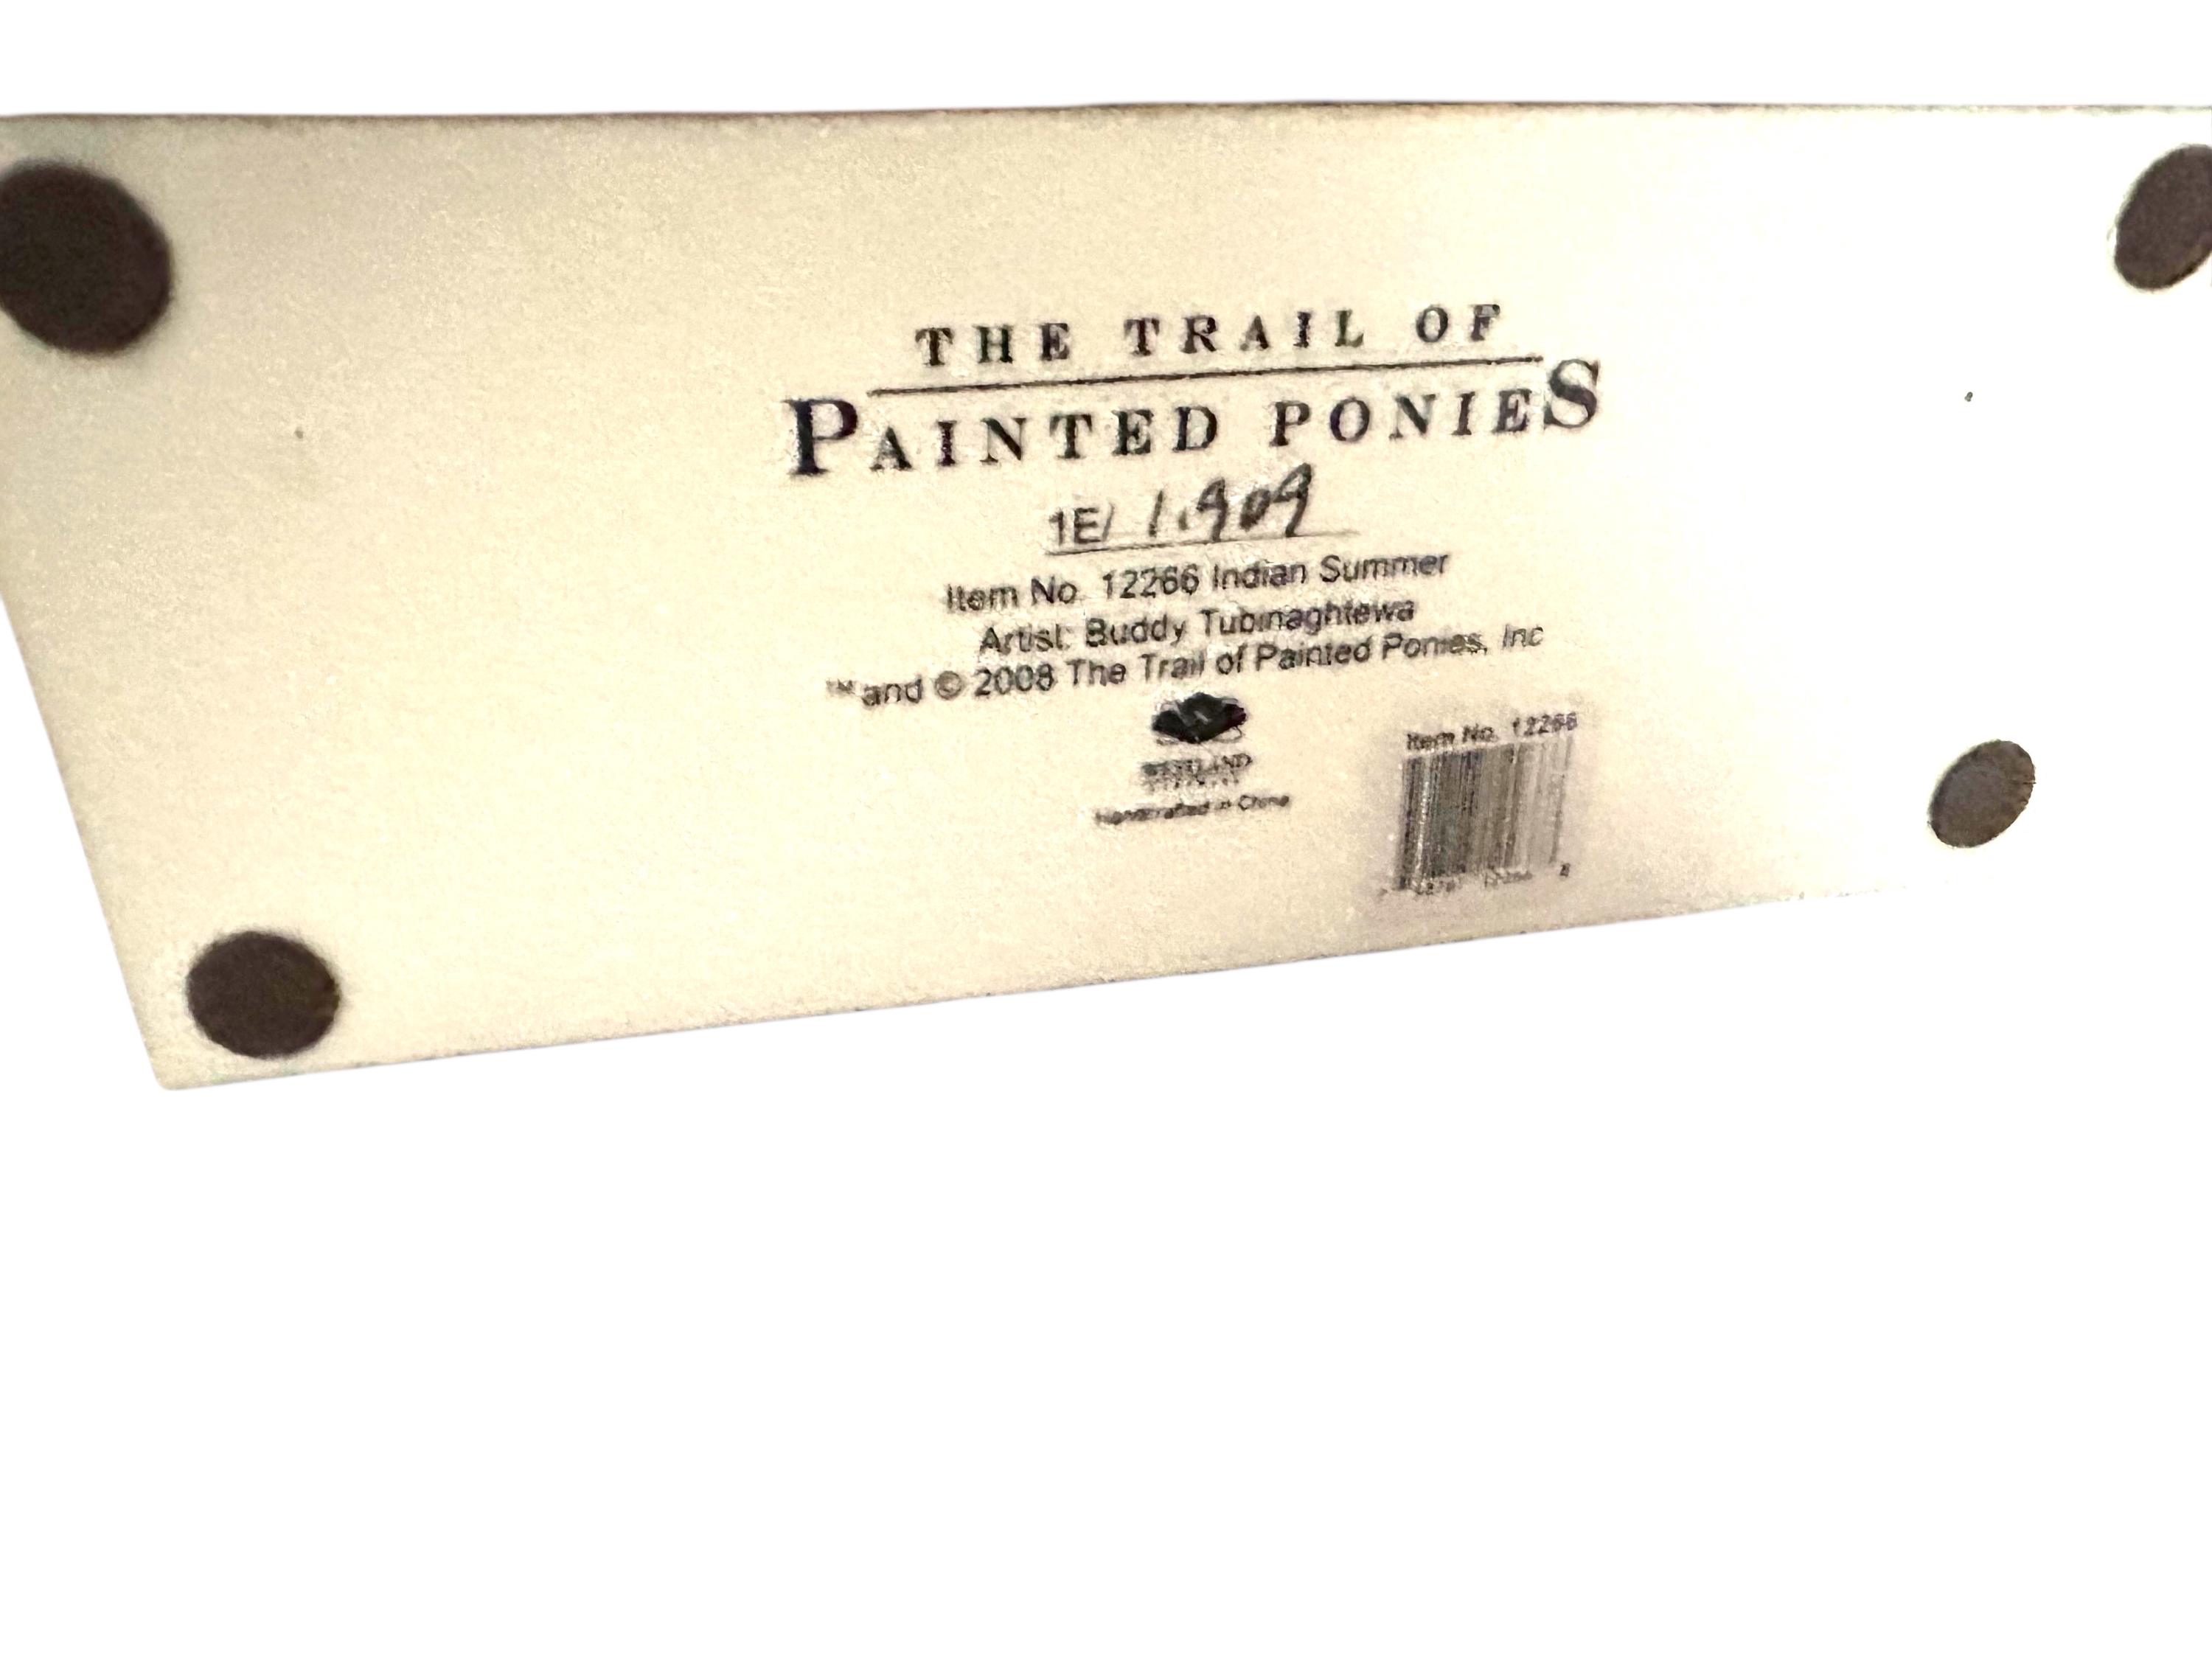 THE TRAIL OF
PAINTED PONIES
1E/ 1,909
Item No. 12266 Indian Summer
Artist: Buddy Tubinaghtewa
™ and © 2008 The Trail of Painted Ponies, Inc
WESTLAND
Handcrafted in China
Item No. 12266